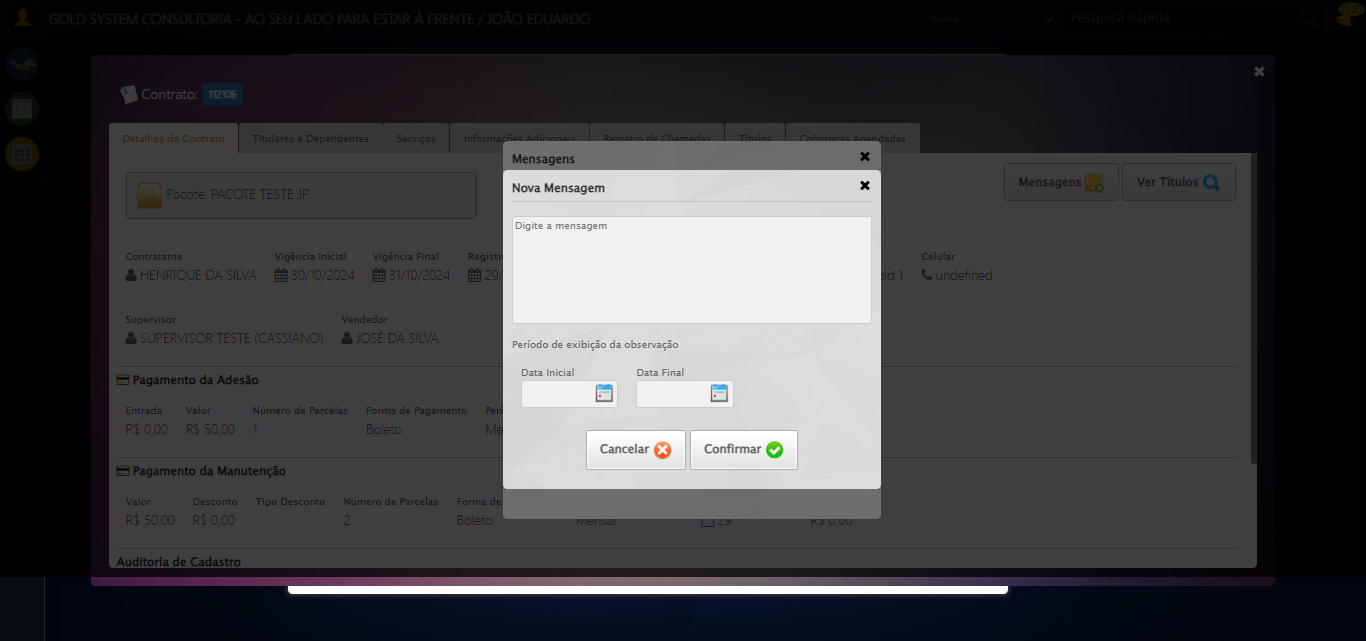 GOLD SYSTEM CONSULTORIA - AO SEU LADO PARA ESTAR À FRENTE / JOÃO EDUARDO
Nome
Pesquisa Rapida
Contrato: 112106
Detalhes do Contrato
Titulares e Dependentes
Serviços
Informações Adicionais
Registro de Chamadas
Títulos
Cobranças Agendadas
Mensagens
Nova Mensagem
Digite a mensagem
Período de exibição da observação
Data Inicial
Data Final
Cancelar
Confirmar
Pacote: PACOTE TESTE JP
Mensagens
Ver Títulos
Contratante
Vigência Inicial
Vigência Final
Celular
HENRIQUE DA SILVA
30/10/2024
31/10/2024
29/
undefined
Supervisor
Vendedor
SUPERVISOR TESTE (CASSIANO)
JOSÉ DA SILVA
Pagamento da Adesão
Entrada
Valor
Número de Parcelas
Forma de Pagamento
R$ 0,00
R$ 50,00
1
Boleto
Pagamento da Manutenção
Valor
Desconto
Tipo Desconto
Número de Parcelas
Forma de
R$ 50,00
R$ 0,00
2
Boleto
Mensal
29
R$ 0,00
Auditoria de Cadastro